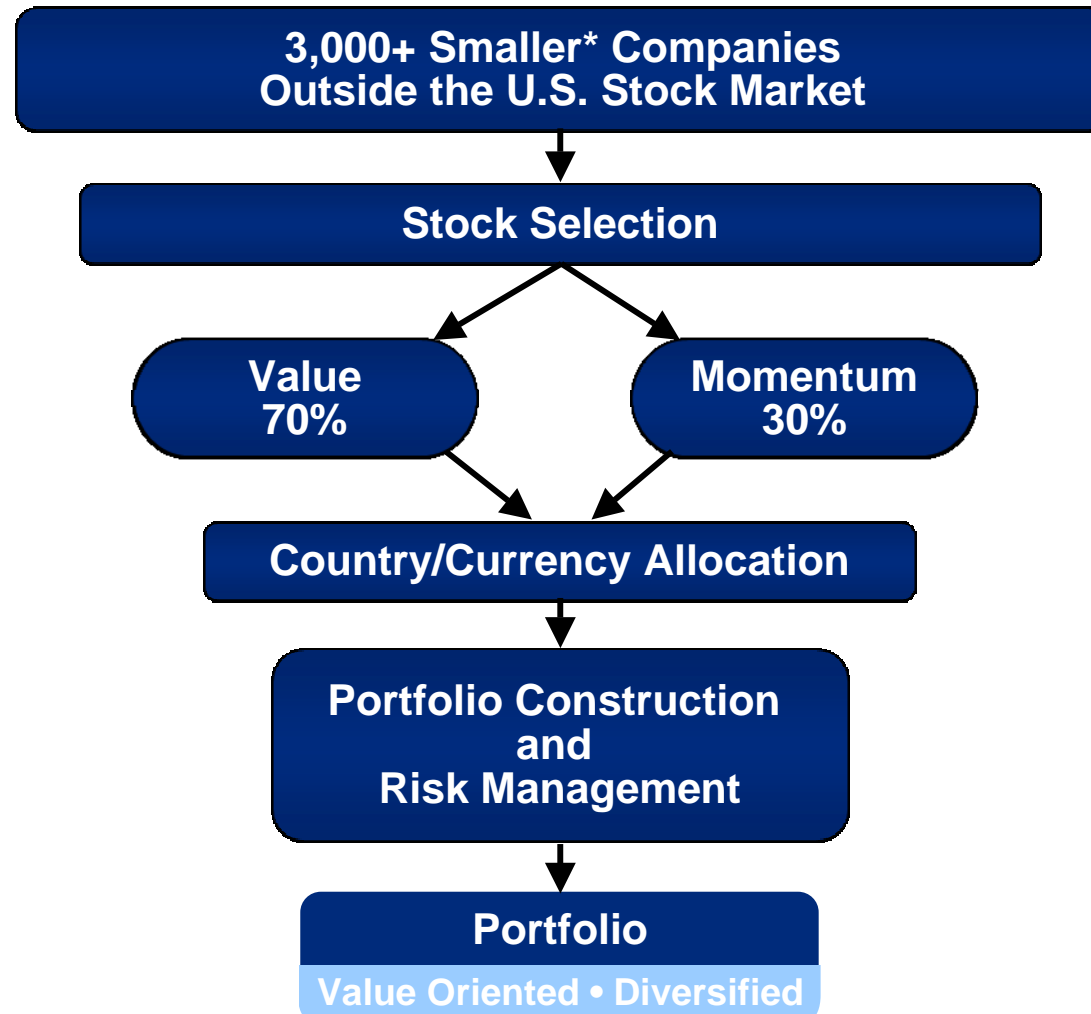 3,000+ Smaller* Companies
Outside the U.S. Stock Market
Stock Selection
Value
70%
Momentum
30%
Country/Currency Allocation
Portfolio Construction
and
Risk Management
Portfolio
Value Oriented • Diversified